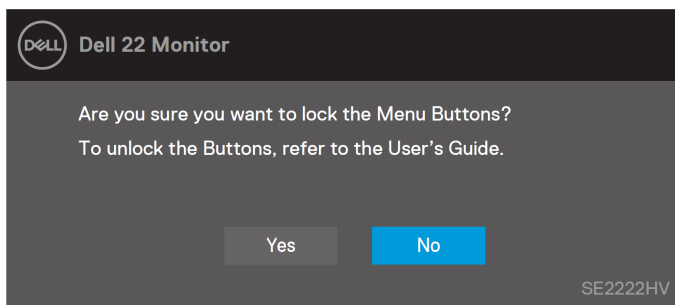 DELL Dell 22 Monitor
Are you sure you want to lock the Menu Buttons?
To unlock the Buttons, refer to the User's Guide.
Yes No
SE2222HV